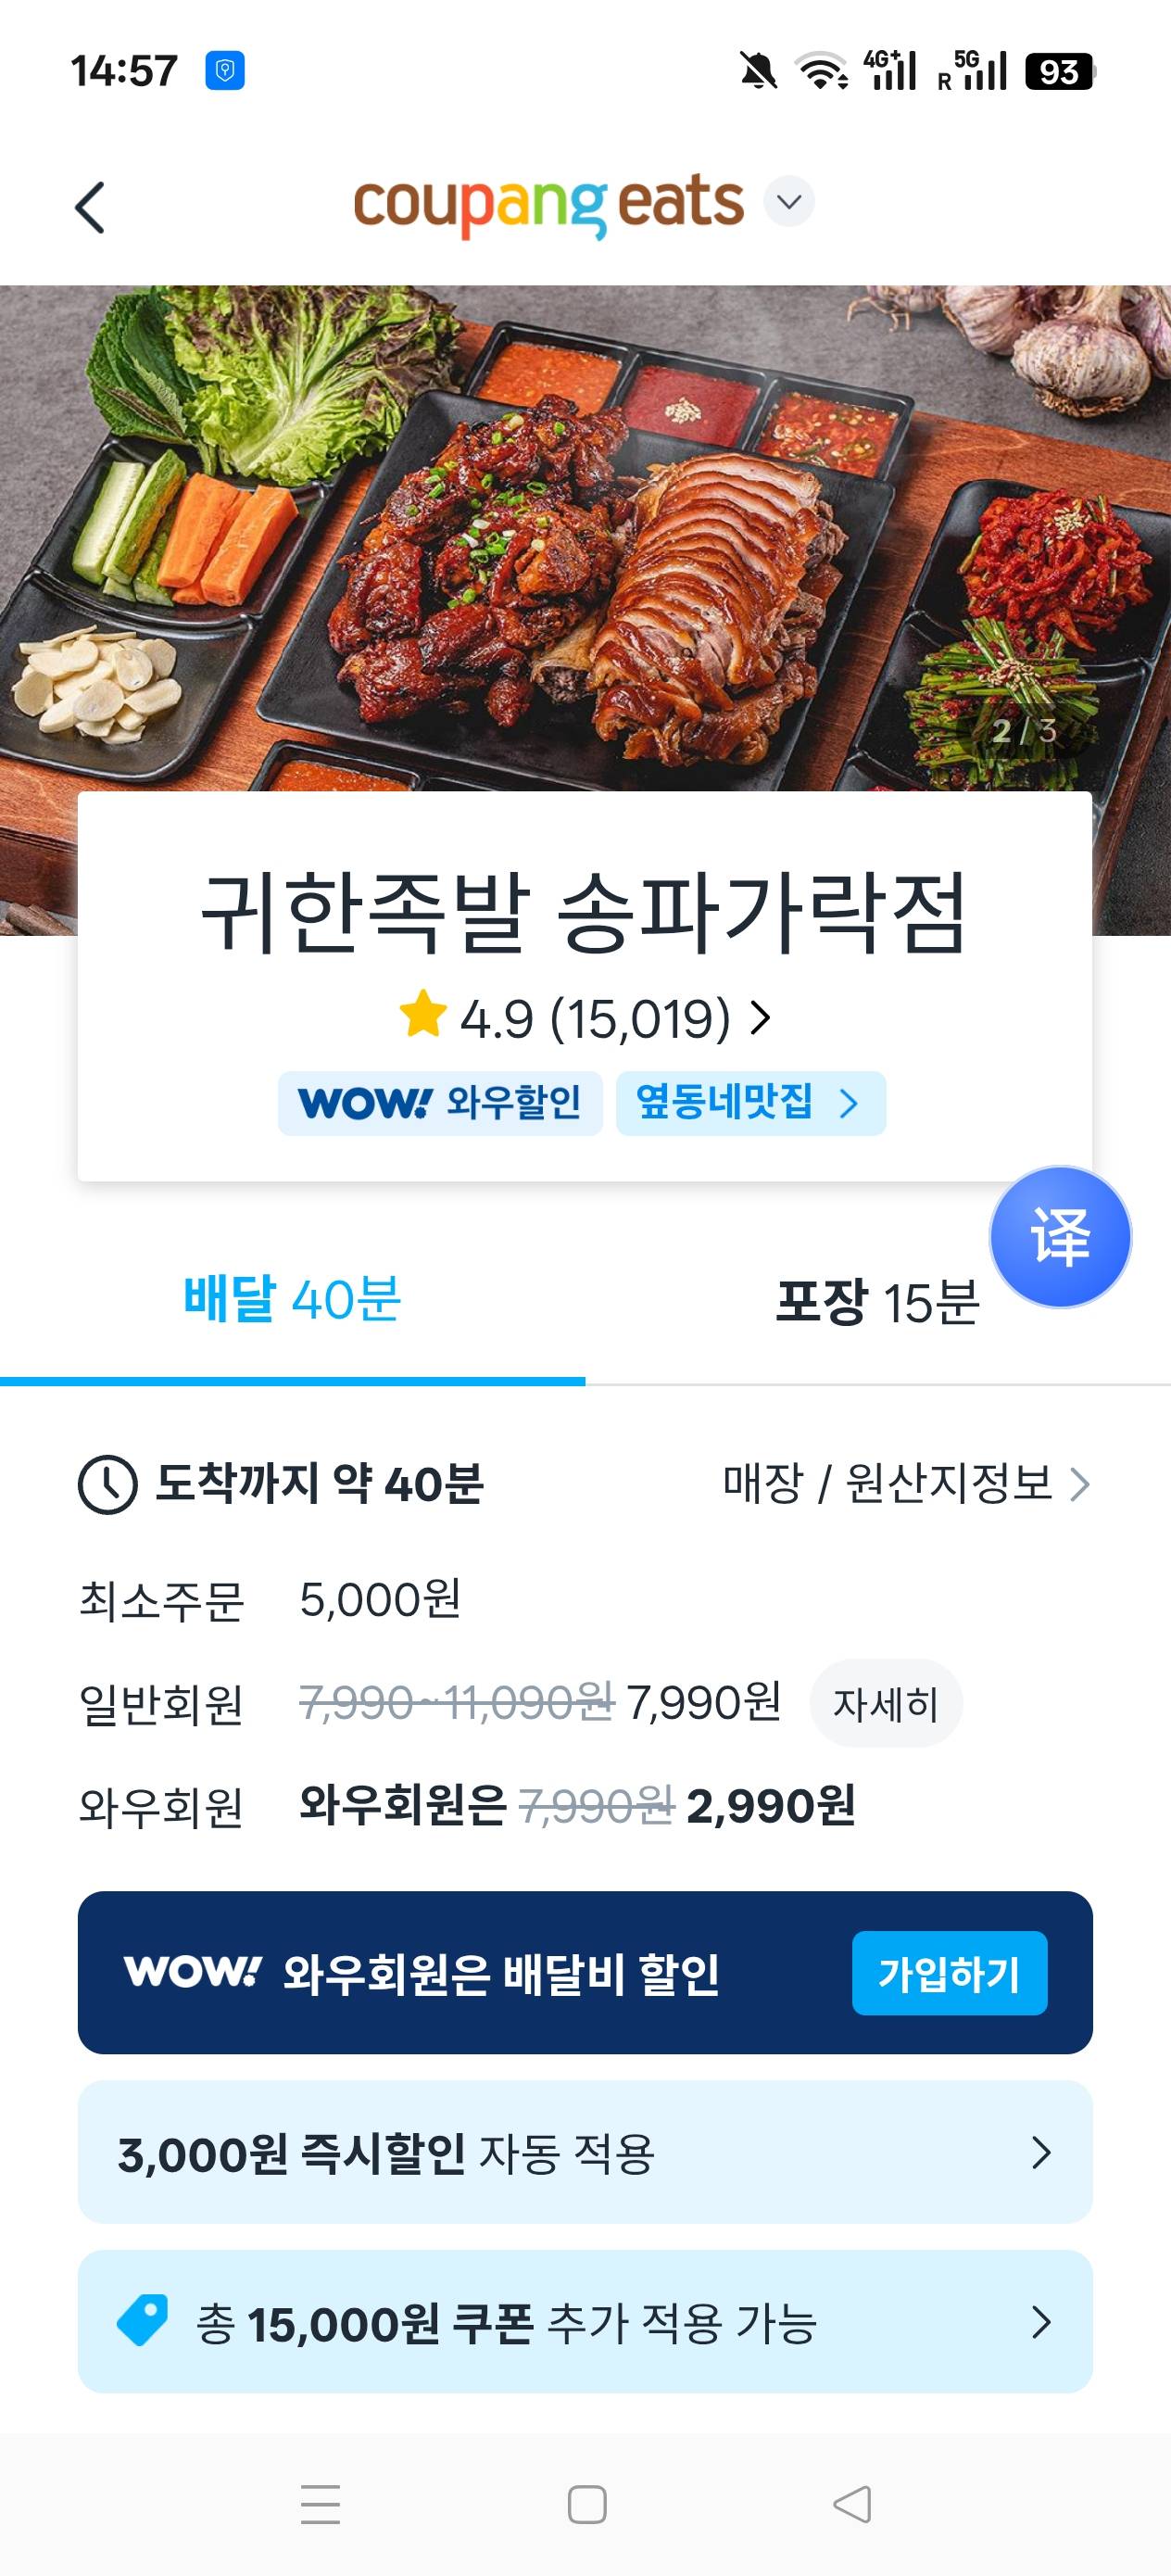 14:57
4G+
R 5G
93
coupang eats
2 / 3
귀한족발 송파가락점
4.9 (15,019)
WOW! 와우할인 옆동네맛집
译
배달 40분 포장 15분
도착까지 약 40분 매장 / 원산지정보
최소주문 5,000원
일반회원 7,990~11,090원 7,990원 자세히
와우회원 와우회원은 7,990원 2,990원
WOW! 와우회원은 배달비 할인 가입하기
3,000원 즉시할인 자동 적용
총 15,000원 쿠폰 추가 적용 가능